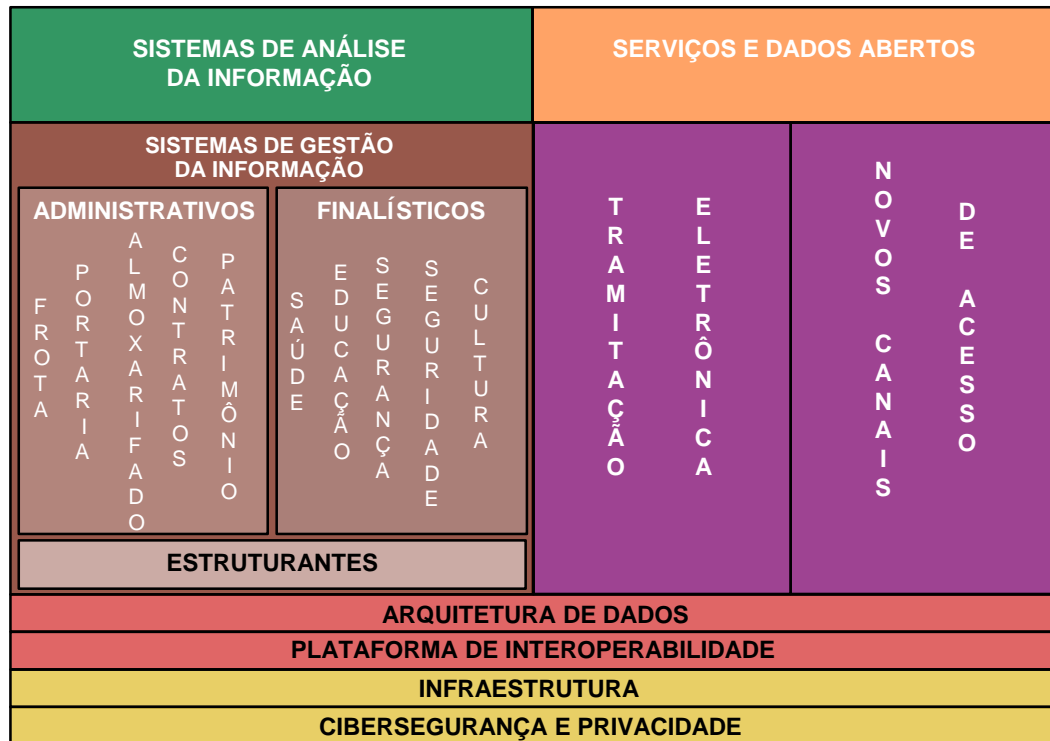 SISTEMAS DE ANÁLISE
DA INFORMAÇÃO
SERVIÇOS E DADOS ABERTOS
SISTEMAS DE GESTÃO
DA INFORMAÇÃO
ADMINISTRATIVOS
FROTA
PORTARIA
ALMOXARIFADO
CONTRATOS
PATRIMÔNIO
FINALÍSTICOS
SAÚDE
EDUCAÇÃO
SEGURANÇA
SEGURIDADE
CULTURA
ESTRUTURANTES
TRAMITAÇÃO
ELETRÔNICA
NOVOS CANAIS
DE ACESSO
ARQUITETURA DE DADOS
PLATAFORMA DE INTEROPERABILIDADE
INFRAESTRUTURA
CIBERSEGURANÇA E PRIVACIDADE